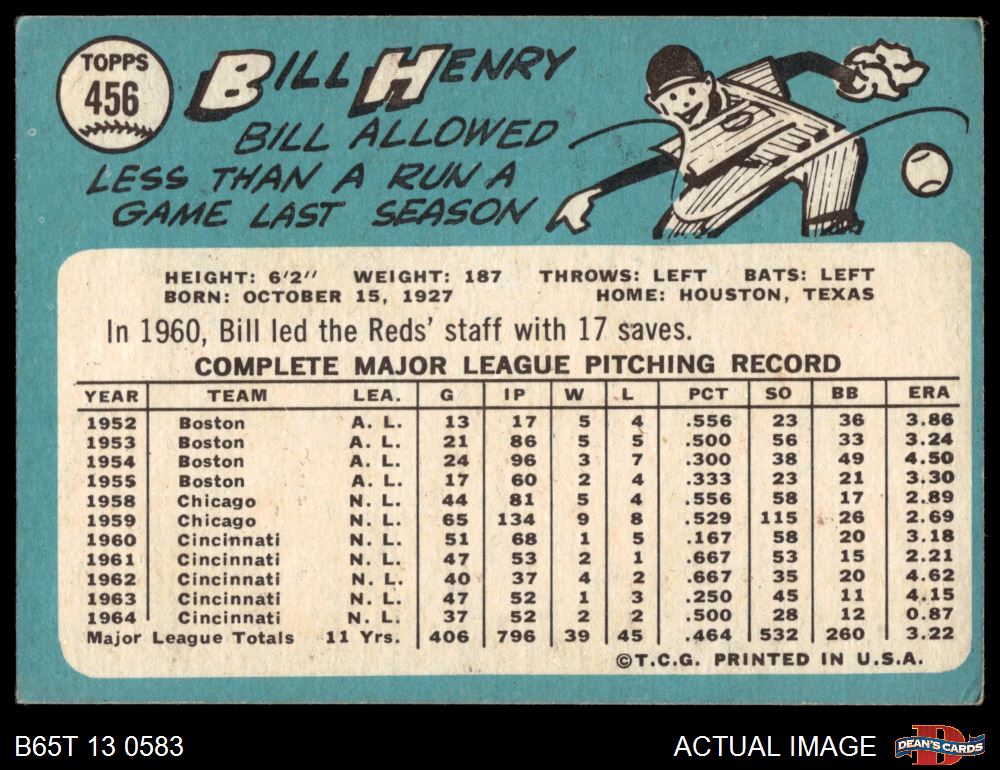 TOPPS
456
BILL HENRY
BILL ALLOWED
LESS THAN A RUN A
GAME LAST SEASON
HEIGHT: 6'2" WEIGHT: 187 THROWS: LEFT BATS: LEFT
BORN: OCTOBER 15, 1927 HOME: HOUSTON, TEXAS
In 1960, Bill led the Reds' staff with 17 saves.
COMPLETE MAJOR LEAGUE PITCHING RECORD
YEAR TEAM LEA. G IP W L PCT SO BB ERA
1952 Boston A. L. 13 17 5 4 .556 23 36 3.86
1953 Boston A. L. 21 86 5 5 .500 56 33 3.24
1954 Boston A. L. 24 96 3 7 .300 38 49 4.50
1955 Boston A. L. 17 60 2 4 .333 23 21 3.30
1958 Chicago N. L. 44 81 5 4 .556 58 17 2.89
1959 Chicago N. L. 65 134 9 8 .529 115 26 2.69
1960 Cincinnati N. L. 51 68 1 5 .167 58 20 3.18
1961 Cincinnati N. L. 47 53 2 1 .667 53 15 2.21
1962 Cincinnati N. L. 40 37 4 2 .667 35 20 4.62
1963 Cincinnati N. L. 47 52 1 3 .250 45 11 4.15
1964 Cincinnati N. L. 37 52 2 2 .500 28 12 0.87
Major League Totals 11 Yrs. 406 796 39 45 .464 532 260 3.22
©T.C.G. PRINTED IN U.S.A.
B65T 13 0583
ACTUAL IMAGE
D
DEAN'S CARDS